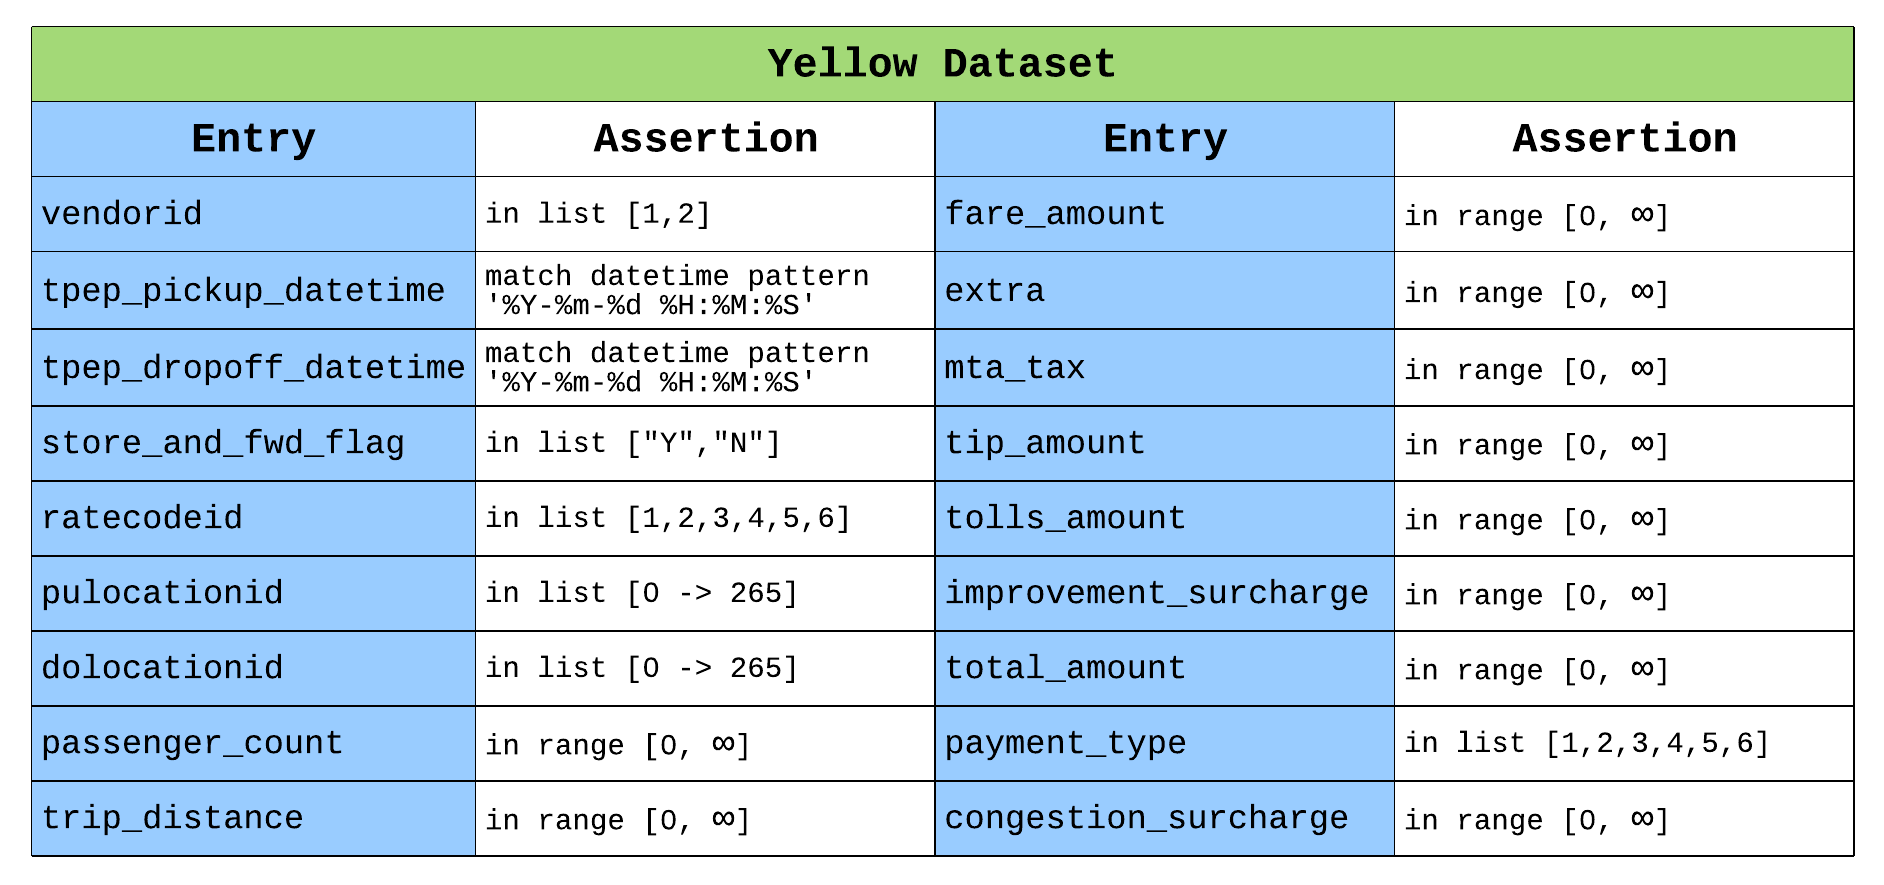 Yellow Dataset
Entry Assertion Entry Assertion
vendorid in list [1,2] fare_amount in range [0, ∞]
tpep_pickup_datetime match datetime pattern
'%Y-%m-%d %H:%M:%S' extra in range [0, ∞]
tpep_dropoff_datetime match datetime pattern
'%Y-%m-%d %H:%M:%S' mta_tax in range [0, ∞]
store_and_fwd_flag in list ["Y","N"] tip_amount in range [0, ∞]
ratecodeid in list [1,2,3,4,5,6] tolls_amount in range [0, ∞]
pulocationid in list [0 -> 265] improvement_surcharge in range [0, ∞]
dolocationid in list [0 -> 265] total_amount in range [0, ∞]
passenger_count in range [0, ∞] payment_type in list [1,2,3,4,5,6]
trip_distance in range [0, ∞] congestion_surcharge in range [0, ∞]